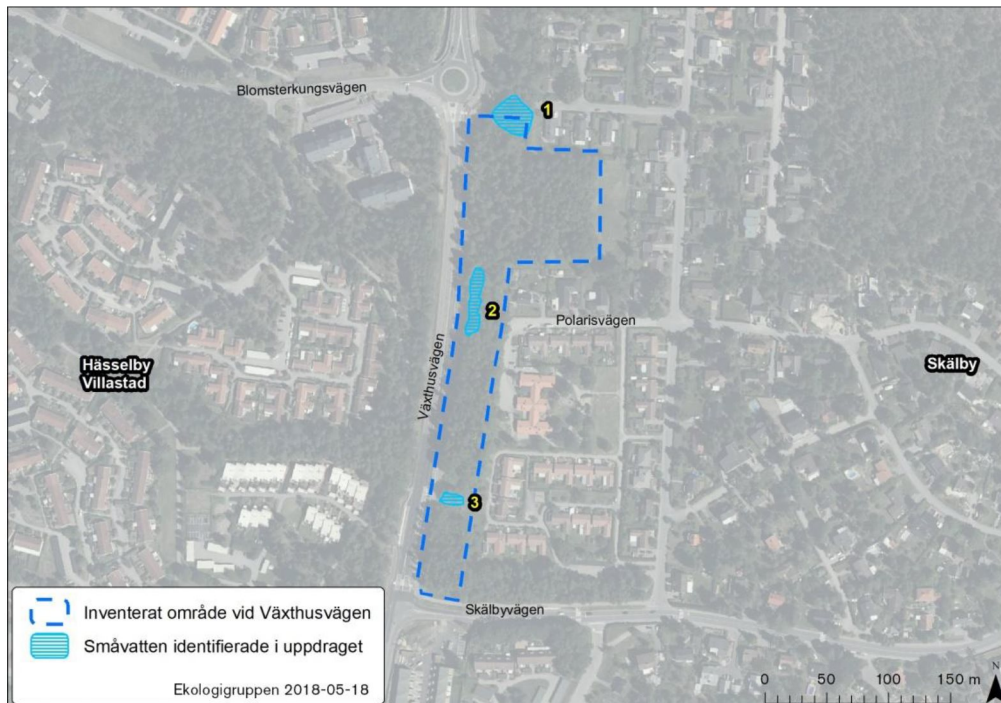 Blomsterkungsvägen
1
2
Polarisvägen
Växthusvägen
Hässelby
Villastad
Skälby
3
Skälbyvägen
Inventerat område vid Växthusvägen
Småvatten identifierade i uppdraget
Ekologigruppen 2018-05-18
N
0 50 100 150 m